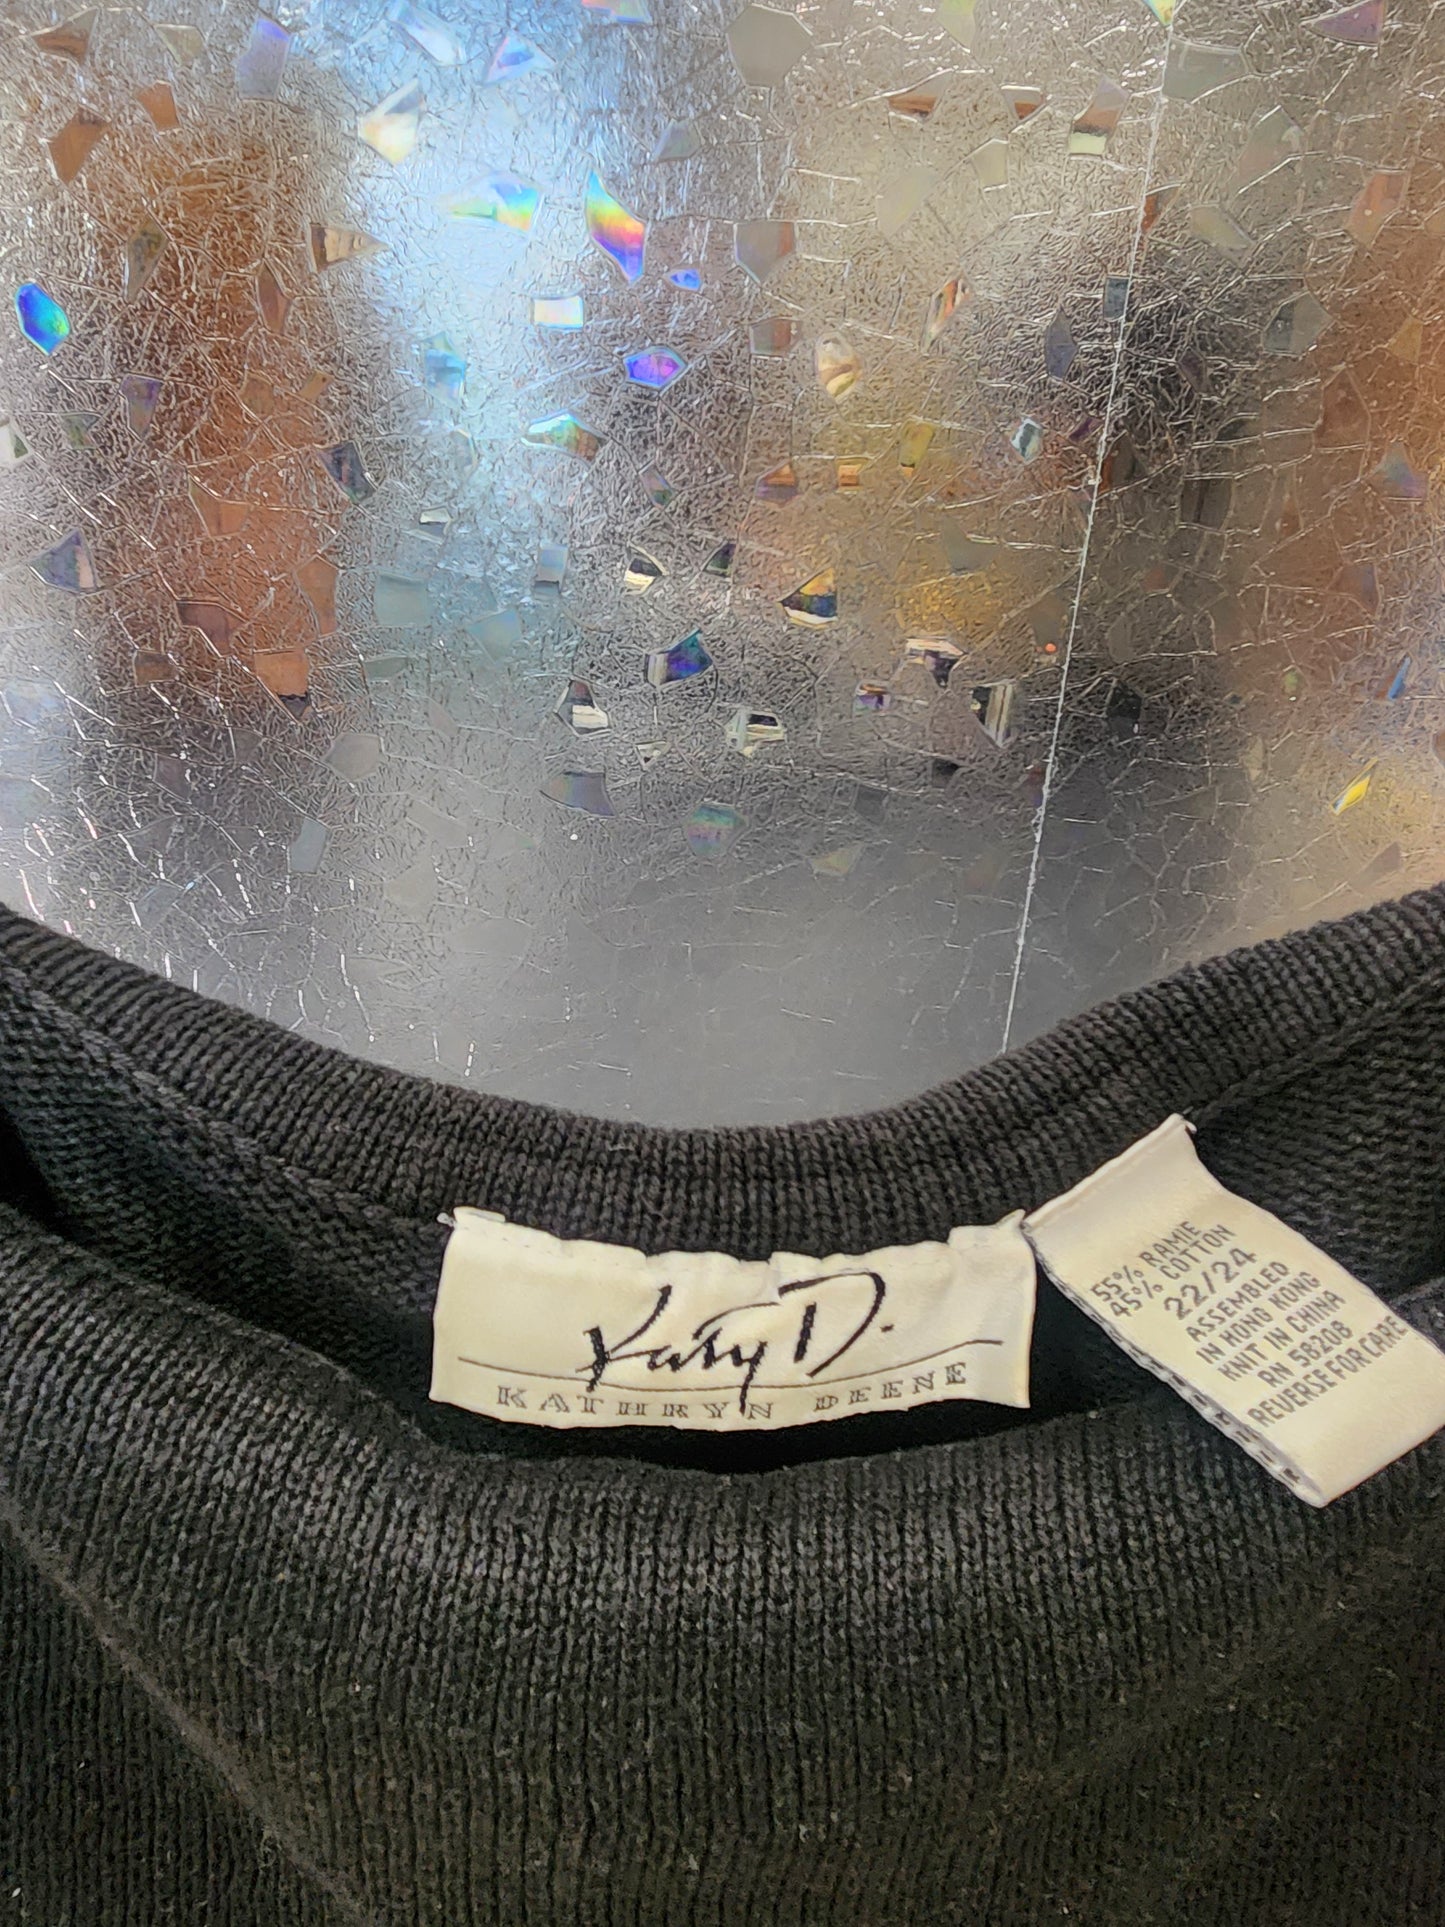 Kathy D.
KATHRYN DEENE
55% RAMIE
45% COTTON
22/24
ASSEMBLED
IN HONG KONG
KNIT IN CHINA
RN 58208
REVERSE FOR CARE